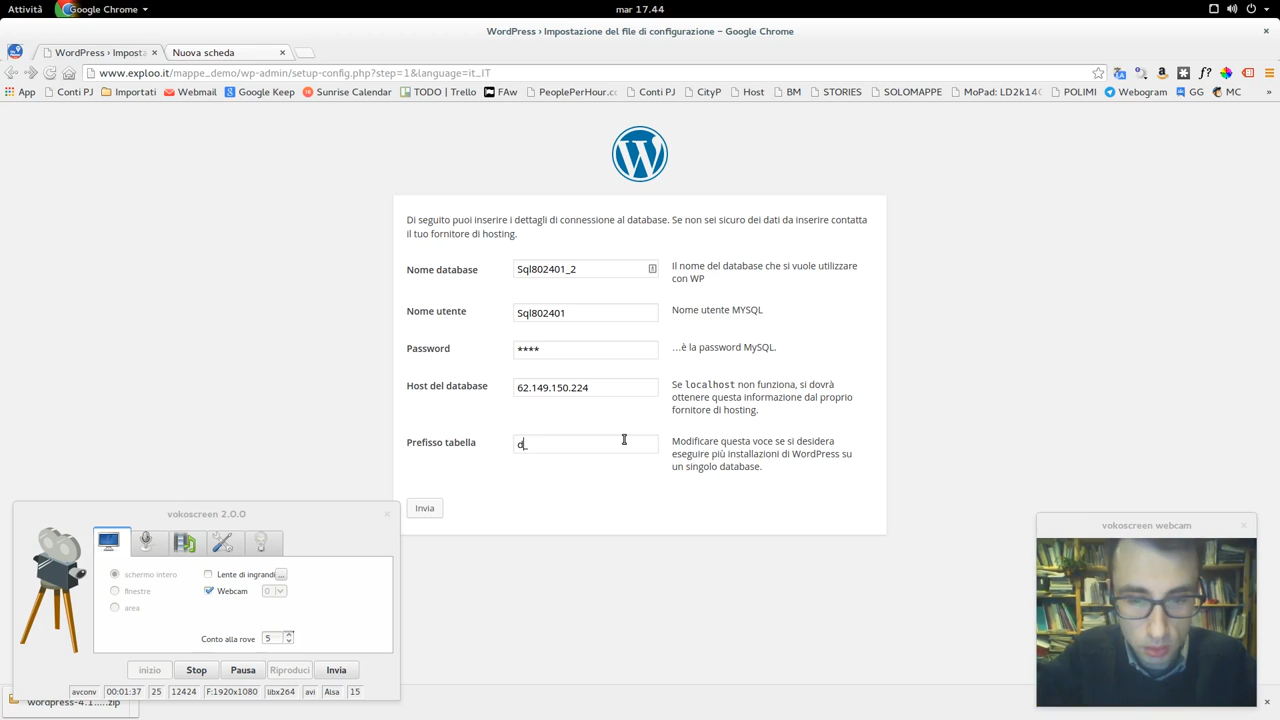 Attività
Google Chrome
mar 17.44
WordPress › Impostazione del file di configurazione – Google Chrome
WordPress › Imposta
Nuova scheda
www.exploo.it/mappe_demo/wp-admin/setup-config.php?step=1&language=it_IT
App
Conti PJ
Importati
Webmail
Google Keep
Sunrise Calendar
TODO | Trello
FAw
PeoplePerHour.c
Conti PJ
CityP
Host
BM
STORIES
SOLOMAPPE
MoPad: LD2k14
POLIMI
Webogram
GG
MC
»
Di seguito puoi inserire i dettagli di connessione al database. Se non sei sicuro dei dati da inserire contatta
il tuo fornitore di hosting.
Nome database
Sql802401_2
Il nome del database che si vuole utilizzare
con WP
Nome utente
Sql802401
Nome utente MYSQL
Password
****
…è la password MySQL.
Host del database
62.149.150.224
Se localhost non funziona, si dovrà
ottenere questa informazione dal proprio
fornitore di hosting.
Prefisso tabella
d_
Modificare questa voce se si desidera
eseguire più installazioni di WordPress su
un singolo database.
Invia
vokoscreen 2.0.0
schermo intero
Lente di ingrandi
...
finestre
Webcam
0
area
Conto alla rove
5
inizio
Stop
Pausa
Riproduci
Invia
avconv
00:01:37
25
12424
F:1920x1080
libx264
avi
Alsa
15
wordpress-4.1.....zip
vokoscreen webcam